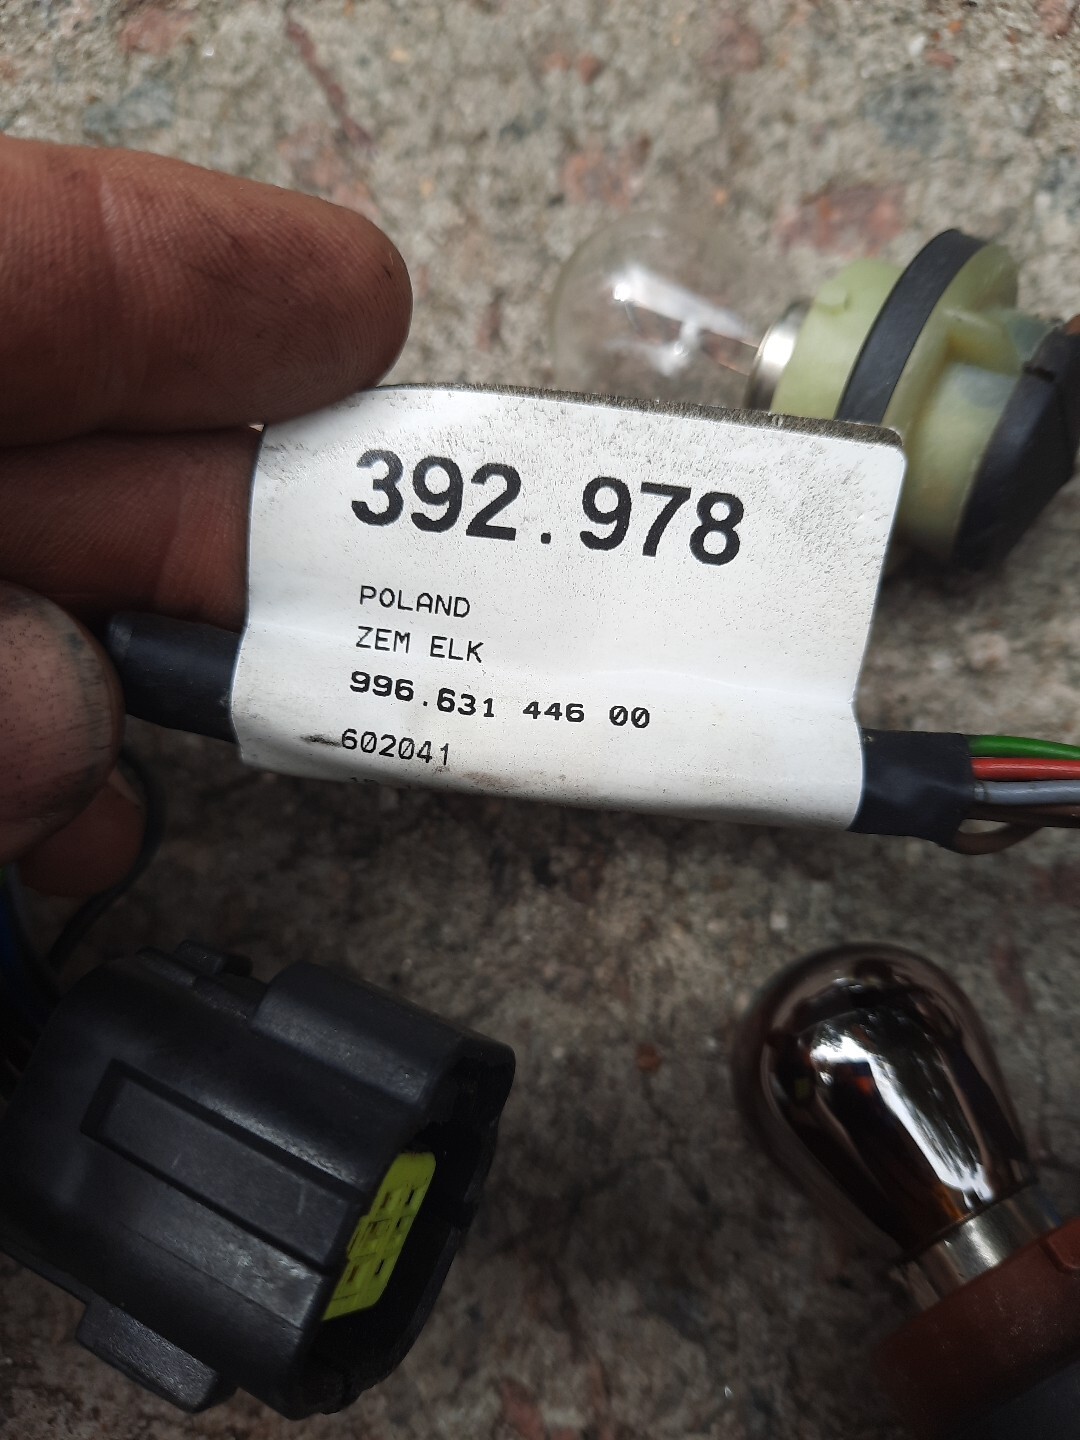 392.978
POLAND
ZEM ELK
996.631 446 00
602041